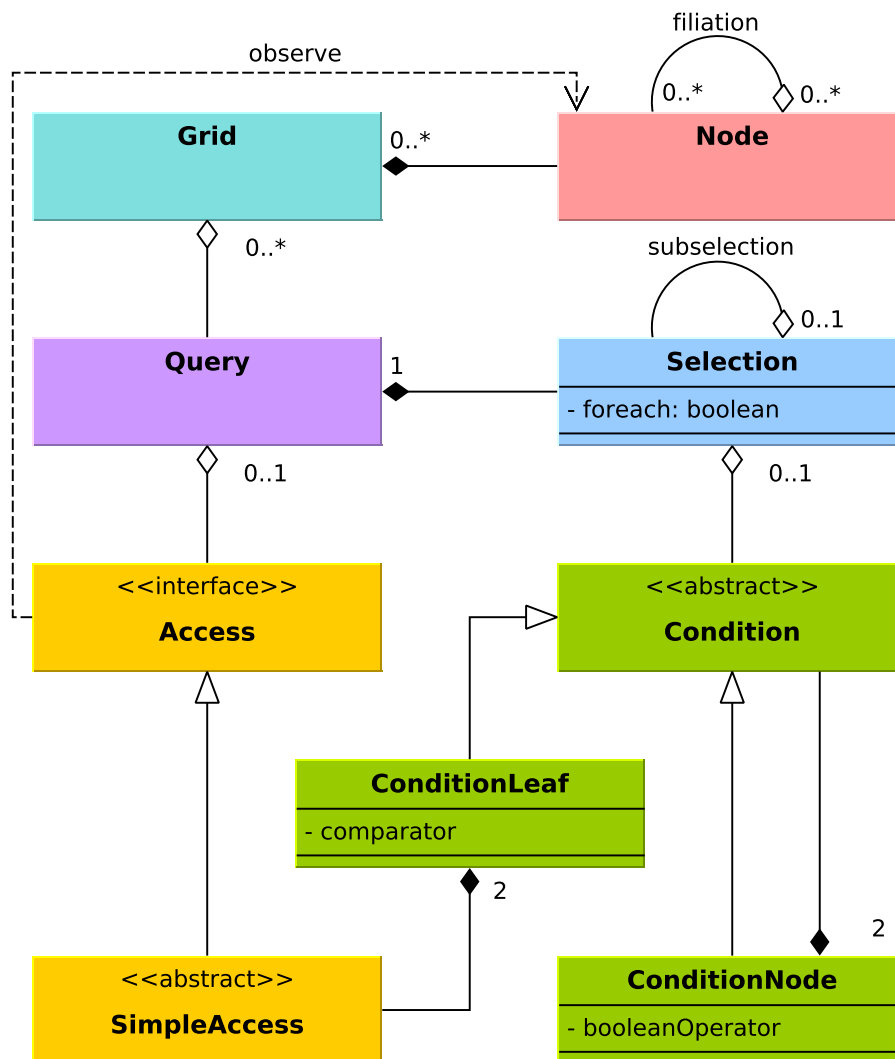 filiation
observe
0..*
0..*
Grid
0..*
Node
0..*
subselection
0..1
Query
1
Selection
- foreach: boolean
0..1
0..1
<<interface>>
Access
<<abstract>>
Condition
ConditionLeaf
- comparator
2
2
<<abstract>>
SimpleAccess
ConditionNode
- booleanOperator